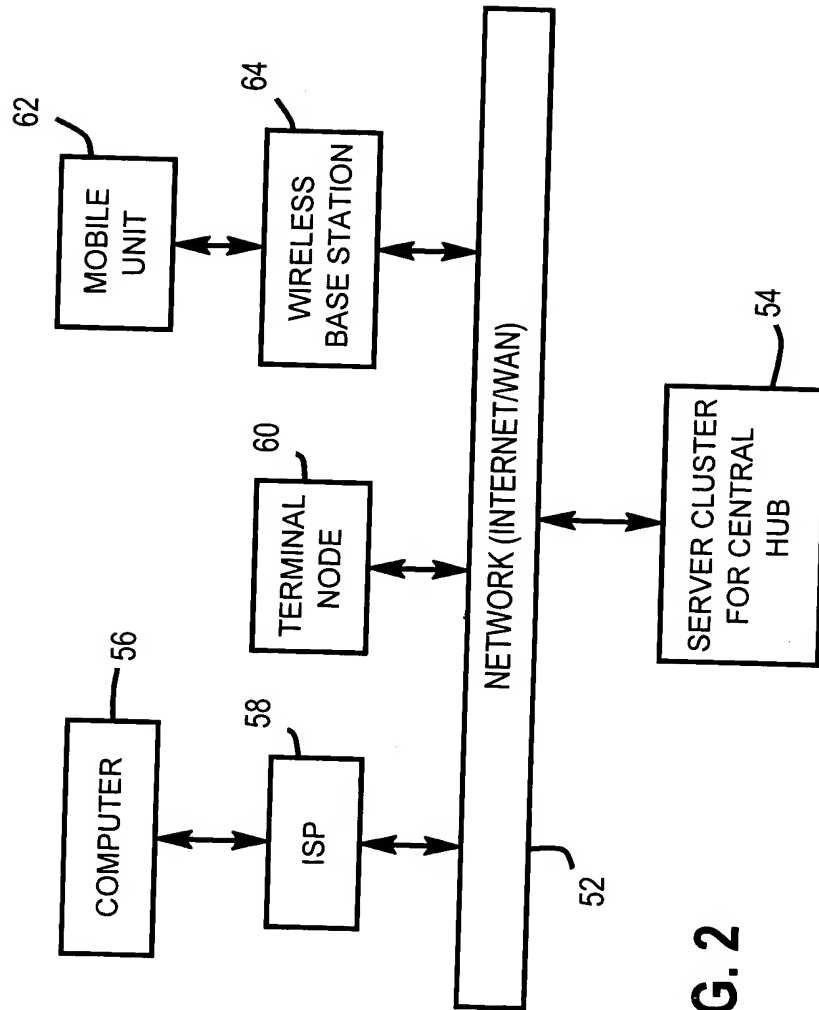 56
COMPUTER
58
ISP
60
TERMINAL
NODE
62
MOBILE
UNIT
64
WIRELESS
BASE STATION
NETWORK (INTERNET/WAN)
52
54
SERVER CLUSTER
FOR CENTRAL
HUB
G. 2